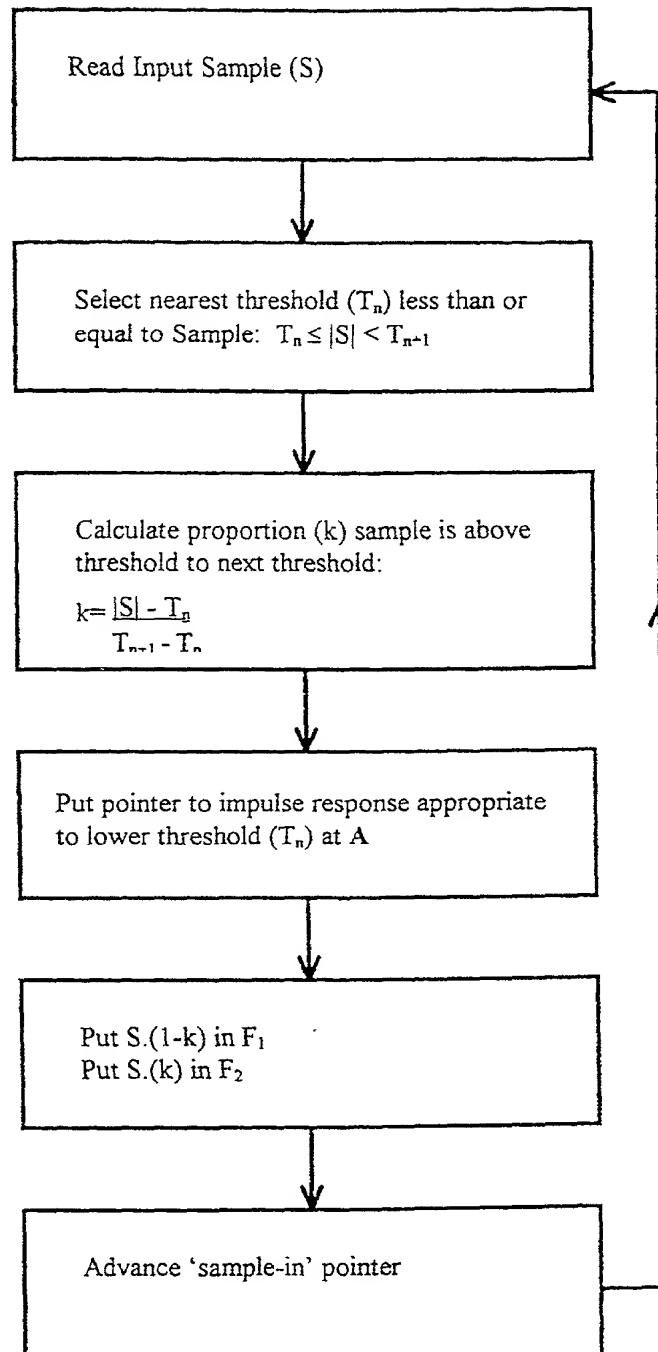 Read Input Sample (S)
Select nearest threshold (Tₙ) less than or
equal to Sample: Tₙ ≤ |S| < Tₙ₊₁
Calculate proportion (k) sample is above
threshold to next threshold:
k= |S| - Tₙ
Tₙ₊₁ - Tₙ
Put pointer to impulse response appropriate
to lower threshold (Tₙ) at A
Put S.(1-k) in F₁
Put S.(k) in F₂
Advance ‘sample-in’ pointer